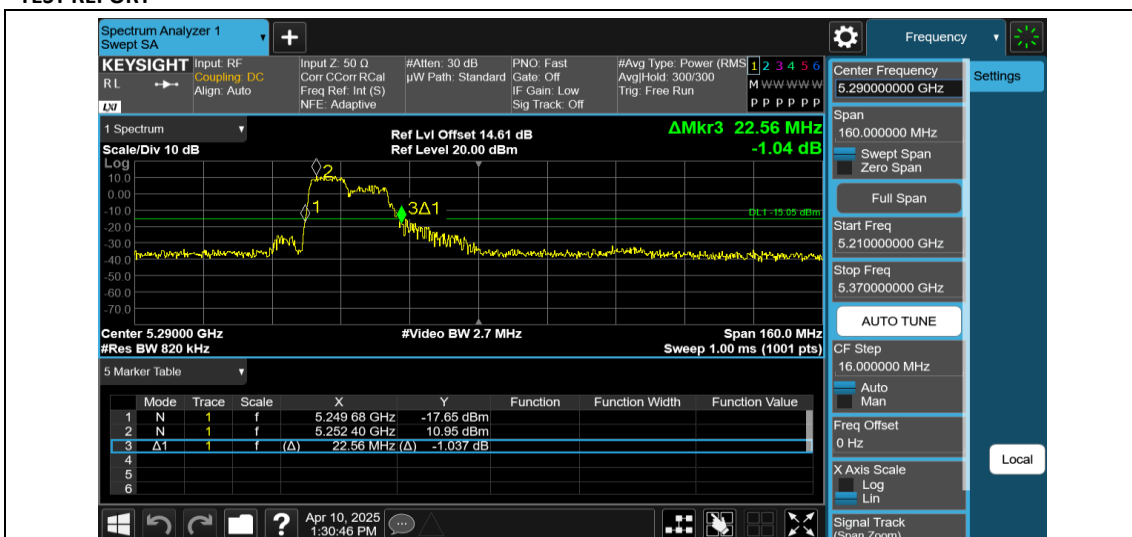 TEST REPORT
Spectrum Analyzer 1
Swept SA
Frequency
KEYSIGHT
RL
LXI
Input: RF
Coupling: DC
Align: Auto
Input Z: 50 Ω
Corr CCorr RCal
Freq Ref: Int (S)
NFE: Adaptive
#Atten: 30 dB
µW Path: Standard
PNO: Fast
Gate: Off
IF Gain: Low
Sig Track: Off
#Avg Type: Power (RMS
Avg|Hold: 300/300
Trig: Free Run
1 2 3 4 5 6
M W W W W W
P P P P P P
1 Spectrum
Scale/Div 10 dB
Ref Lvl Offset 14.61 dB
Ref Level 20.00 dBm
ΔMkr3 22.56 MHz
-1.04 dB
Log
10.0
0.00
-10.0
-20.0
-30.0
-40.0
-50.0
-60.0
-70.0
2
1
3Δ1
DL1 -15.05 dBm
Center 5.29000 GHz
#Video BW 2.7 MHz
Span 160.0 MHz
#Res BW 820 kHz
Sweep 1.00 ms (1001 pts)
5 Marker Table
Mode Trace Scale X Y Function Function Width Function Value
1 N 1 f 5.249 68 GHz -17.65 dBm
2 N 1 f 5.252 40 GHz 10.95 dBm
3 Δ1 1 f (Δ) 22.56 MHz (Δ) -1.037 dB
4
5
6
?
Apr 10, 2025
1:30:46 PM
Center Frequency
5.290000000 GHz
Settings
Span
160.000000 MHz
Swept Span
Zero Span
Full Span
Start Freq
5.210000000 GHz
Stop Freq
5.370000000 GHz
AUTO TUNE
CF Step
16.000000 MHz
Auto
Man
Freq Offset
0 Hz
Local
X Axis Scale
Log
Lin
Signal Track
(Span Zoom)